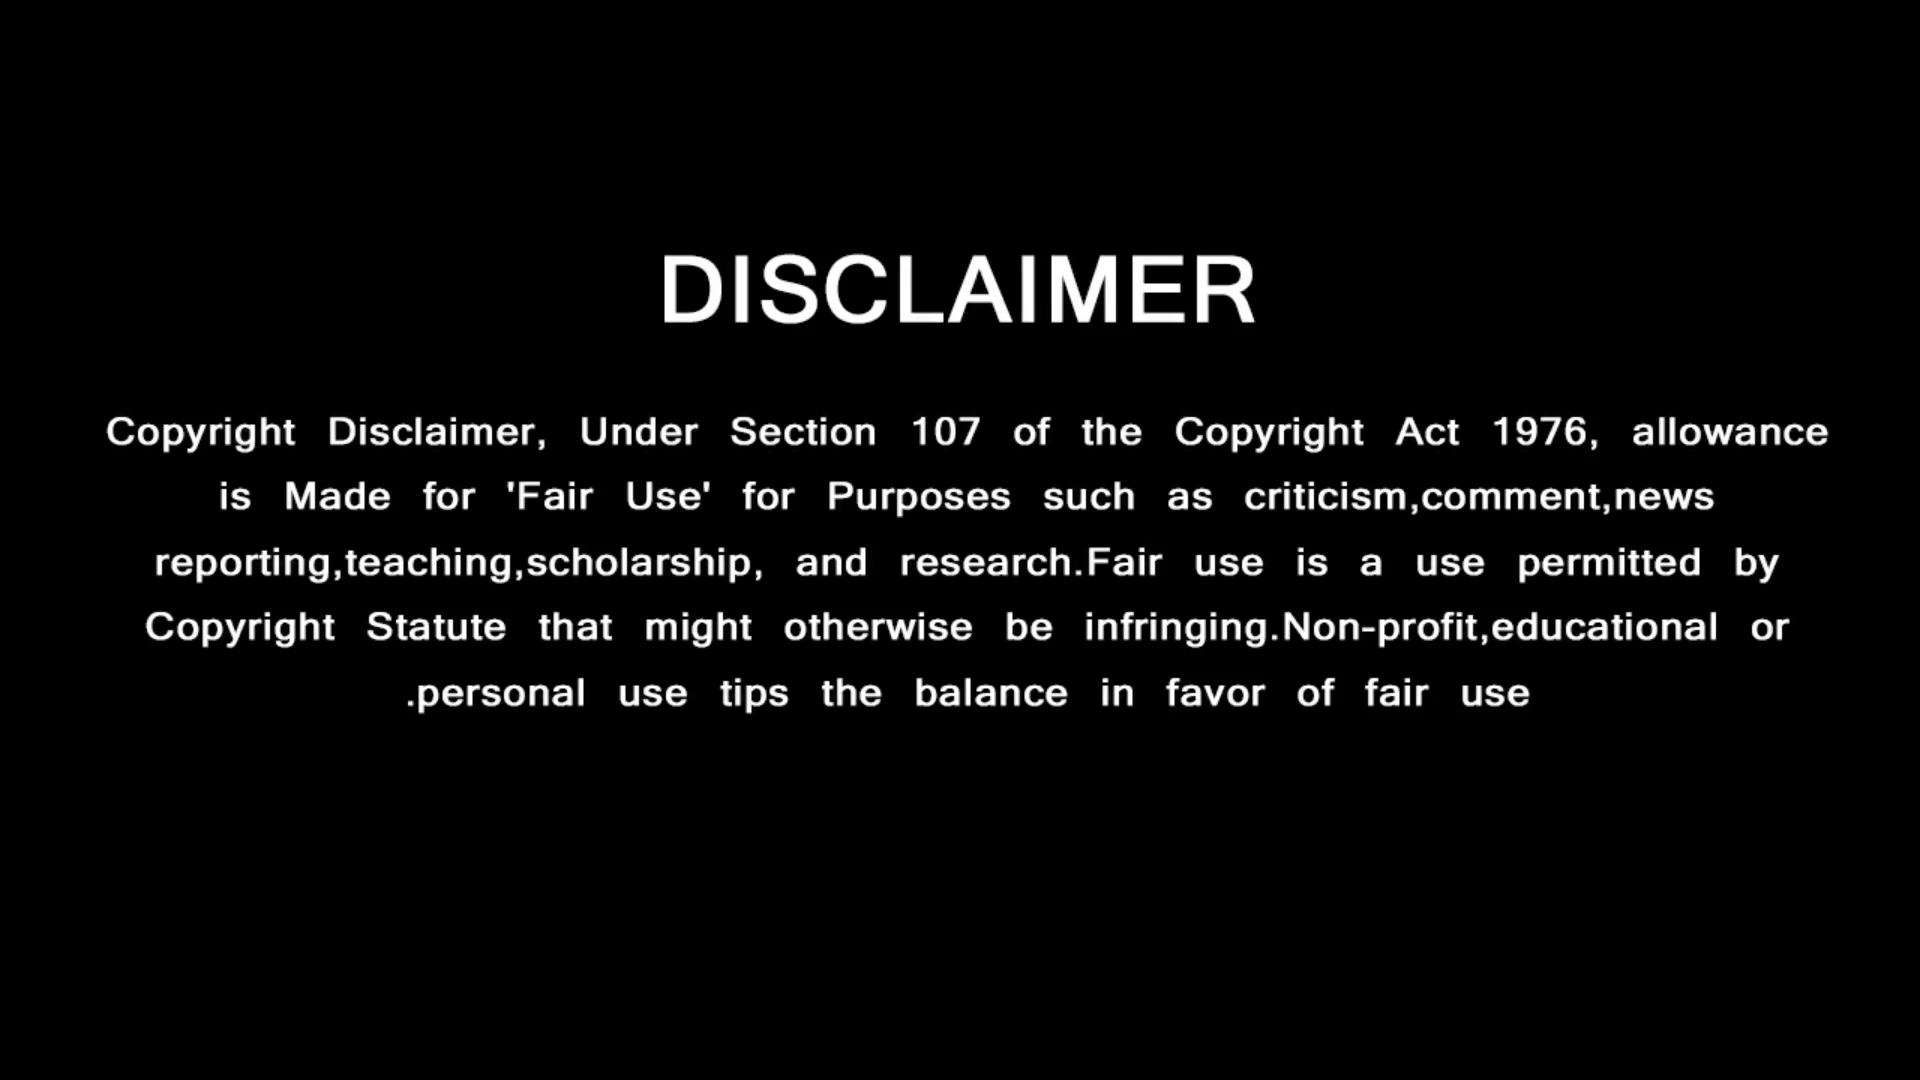 DISCLAIMER
Copyright Disclaimer, Under Section 107 of the Copyright Act 1976, allowance
is Made for 'Fair Use' for Purposes such as criticism,comment,news
reporting,teaching,scholarship, and research.Fair use is a use permitted by
Copyright Statute that might otherwise be infringing.Non-profit,educational or
.personal use tips the balance in favor of fair use